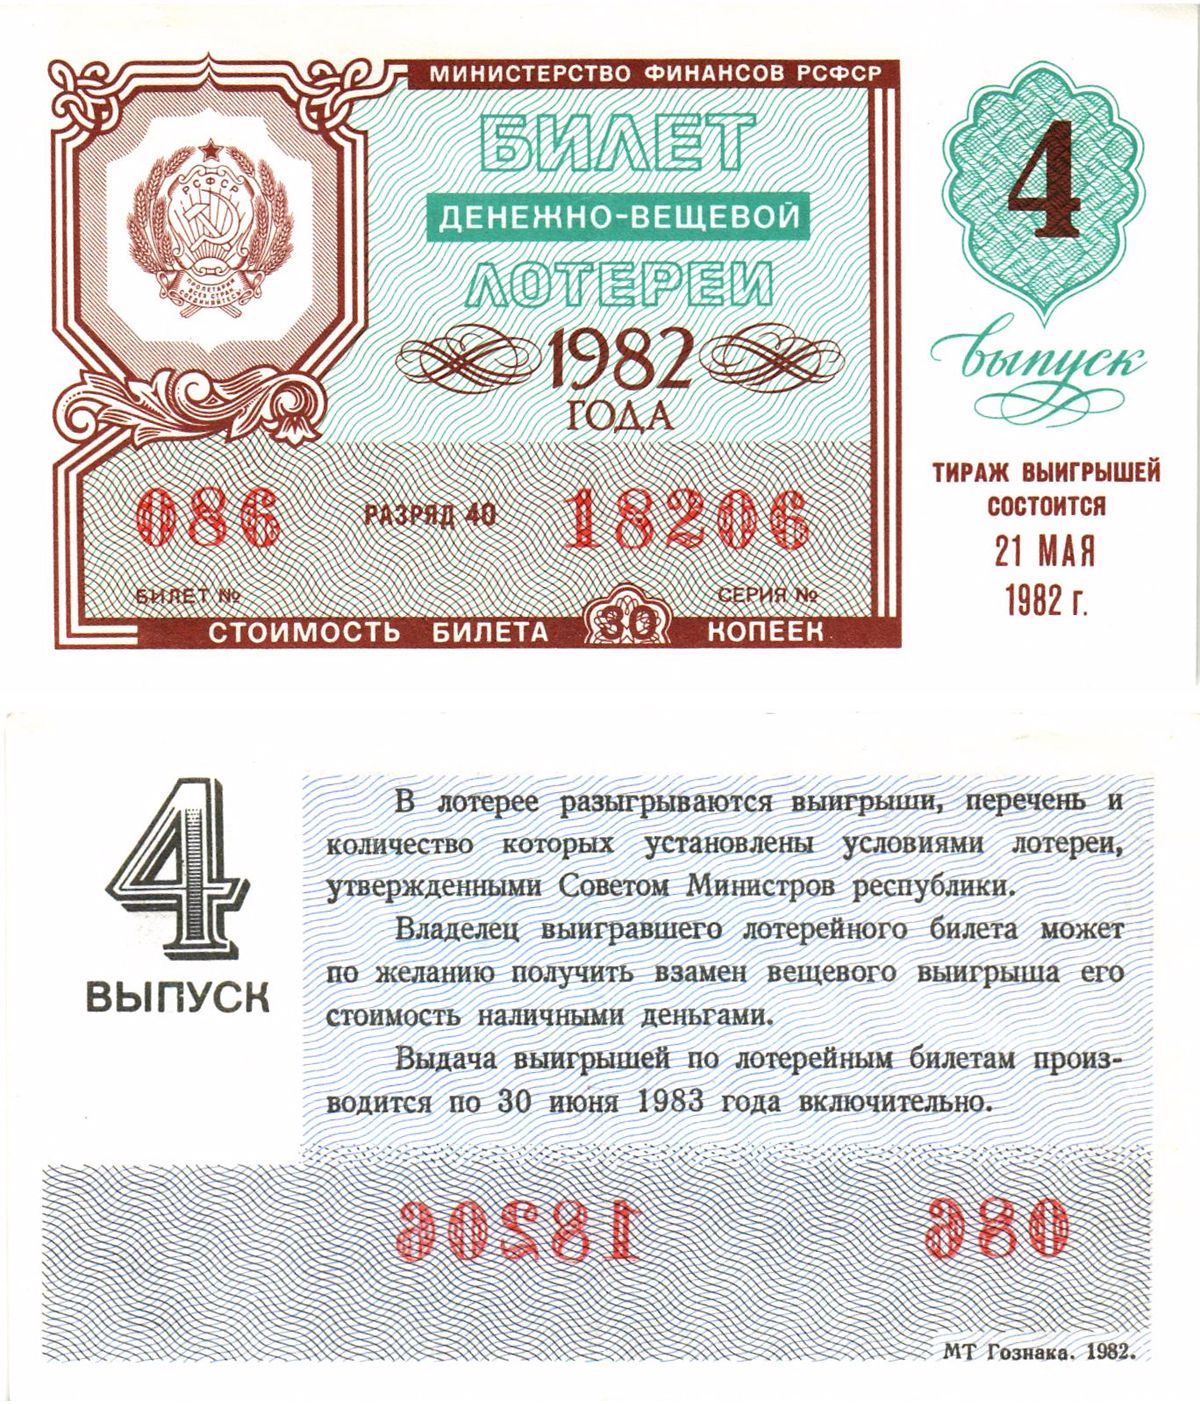 МИНИСТЕРСТВО ФИНАНСОВ РСФСР
БИЛЕТ
ДЕНЕЖНО-ВЕЩЕВОЙ
ЛОТЕРЕИ
1982
ГОДА
РСФСР
ПРОЛЕТАРИИ
ВСЕХ СТРАН
СОЕДИНЯЙТЕСЬ!
086 РАЗРЯД 40 18206
БИЛЕТ № СЕРИЯ №
СТОИМОСТЬ БИЛЕТА 30 КОПЕЕК
4
выпуск
ТИРАЖ ВЫИГРЫШЕЙ
СОСТОИТСЯ
21 МАЯ
1982 г.
4
ВЫПУСК
В лотерее разыгрываются выигрыши, перечень и
количество которых установлены условиями лотереи,
утвержденными Советом Министров республики.
Владелец выигравшего лотерейного билета может
по желанию получить взамен вещевого выигрыша его
стоимость наличными деньгами.
Выдача выигрышей по лотерейным билетам произ-
водится по 30 июня 1983 года включительно.
18206 086
МТ Гознака. 1982.